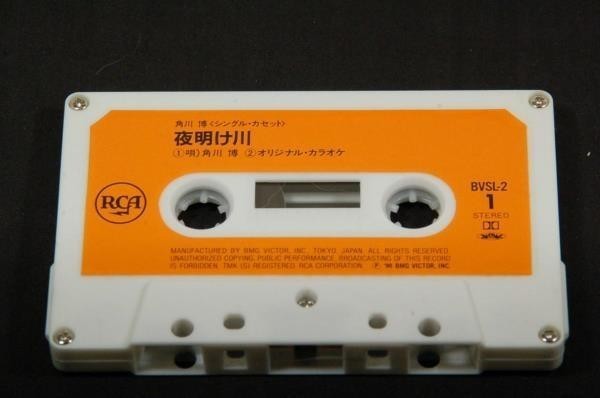 角川 博〈シングル・カセット〉
夜明け川
①唄)角川 博 ②オリジナル・カラオケ
RCA
BVSL-2
1
STEREO
MANUFACTURED BY BMG VICTOR, INC. TOKYO, JAPAN. ALL RIGHTS RESERVED.
UNAUTHORIZED COPYING, PUBLIC PERFORMANCE, BROADCASTING OF THIS RECORD
IS FORBIDDEN. TMK (S) REGISTERED. RCA CORPORATION. Ⓟ '90 BMG VICTOR, INC.